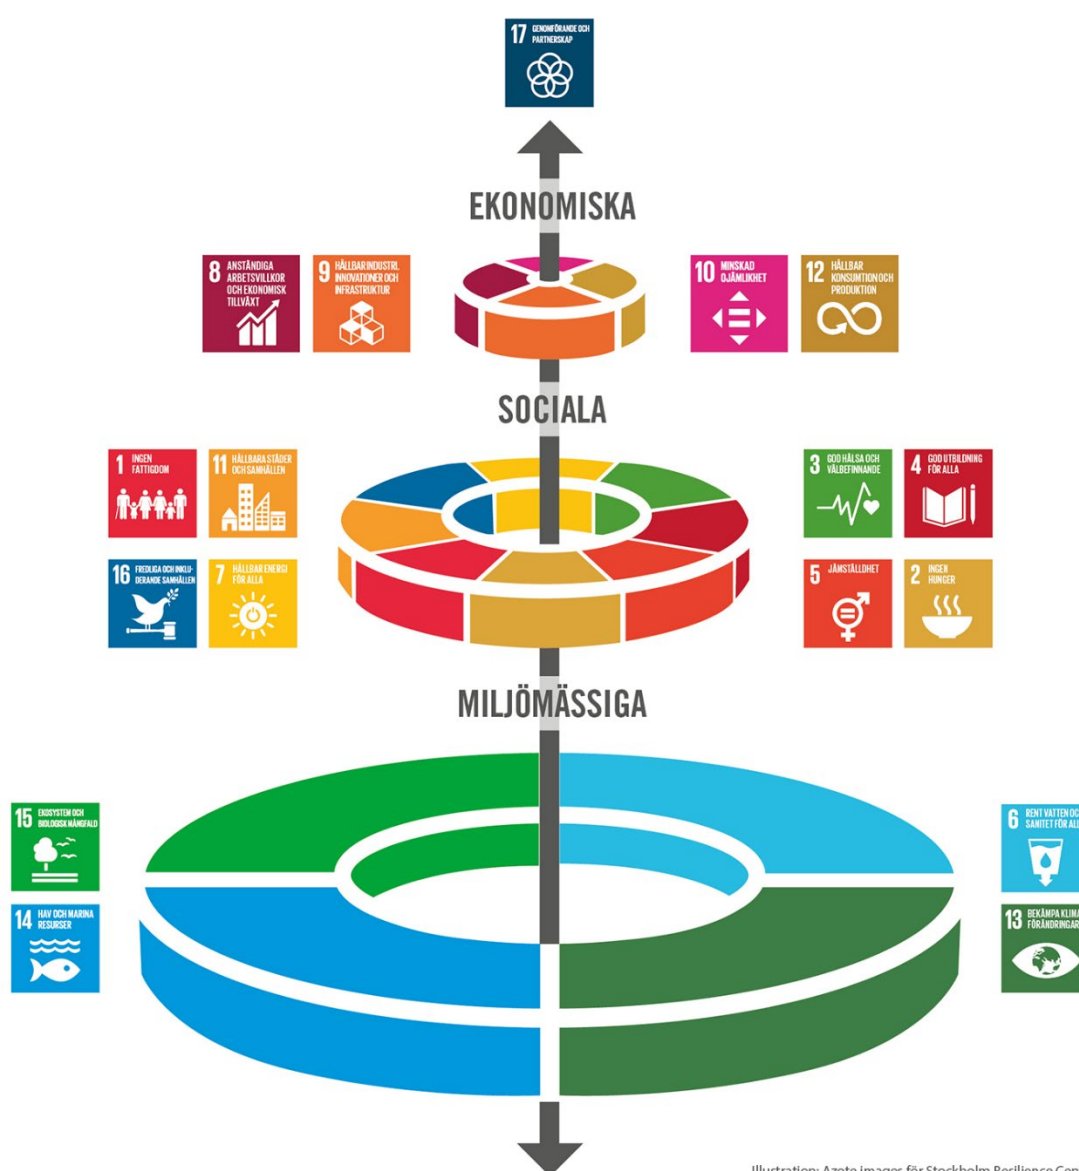 17 GENOMFÖRANDE OCH
PARTNERSKAP
EKONOMISKA
8 ANSTÄNDIGA
ARBETSVILLKOR
OCH EKONOMISK
TILLVÄXT
9 HÅLLBAR INDUSTRI,
INNOVATIONER OCH
INFRASTRUKTUR
10 MINSKAD
OJÄMLIKHET
12 HÅLLBAR
KONSUMTION OCH
PRODUKTION
SOCIALA
1 INGEN
FATTIGDOM
11 HÅLLBARA STÄDER
OCH SAMHÄLLEN
3 GOD HÄLSA OCH
VÄLBEFINNANDE
4 GOD UTBILDNING
FÖR ALLA
16 FREDLIGA OCH INKLU-
DERANDE SAMHÄLLEN
7 HÅLLBAR ENERGI
FÖR ALLA
5 JÄMSTÄLLDHET
2 INGEN
HUNGER
MILJÖMÄSSIGA
15 EKOSYSTEM OCH
BIOLOGISK MÅNGFALD
6 RENT VATTEN OC
SANITET FÖR ALL
14 HAV OCH MARINA
RESURSER
13 BEKÄMPA KLIMA
FÖRÄNDRINGAR
Illustration: Azote images för Stockholm Resilience Cen